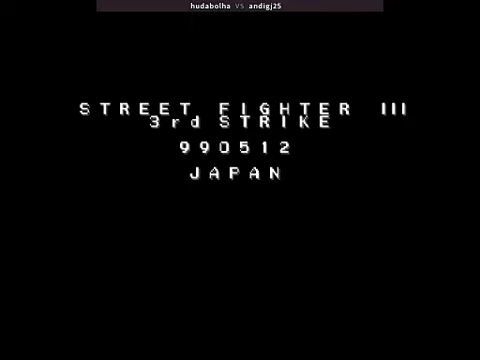 hudabolha VS andigj25
STREET FIGHTER III
3rd STRIKE
990512
JAPAN